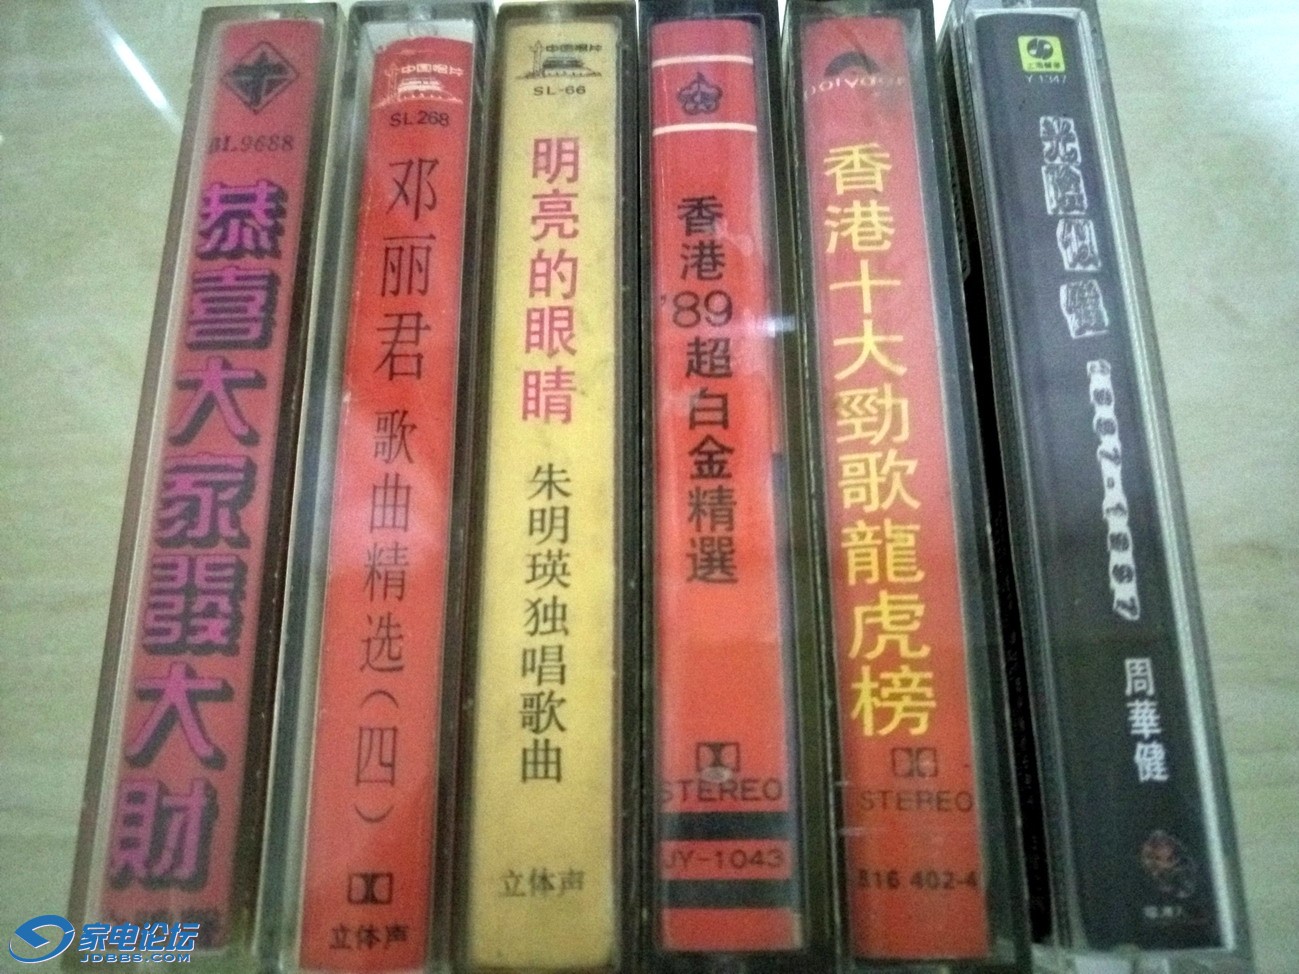 BL9688
恭喜大家發大財
中国唱片
SL268
邓丽君 歌曲精选(四)
立体声
中国唱片
SL-66
明亮的眼睛 朱明瑛独唱歌曲
立体声
香港'89超白金精選
STEREO
JY-1043
polydor
香港十大勁歌龍虎榜
STEREO
816 402-4
Y 1347
周華健
家电论坛
JDBBS.COM